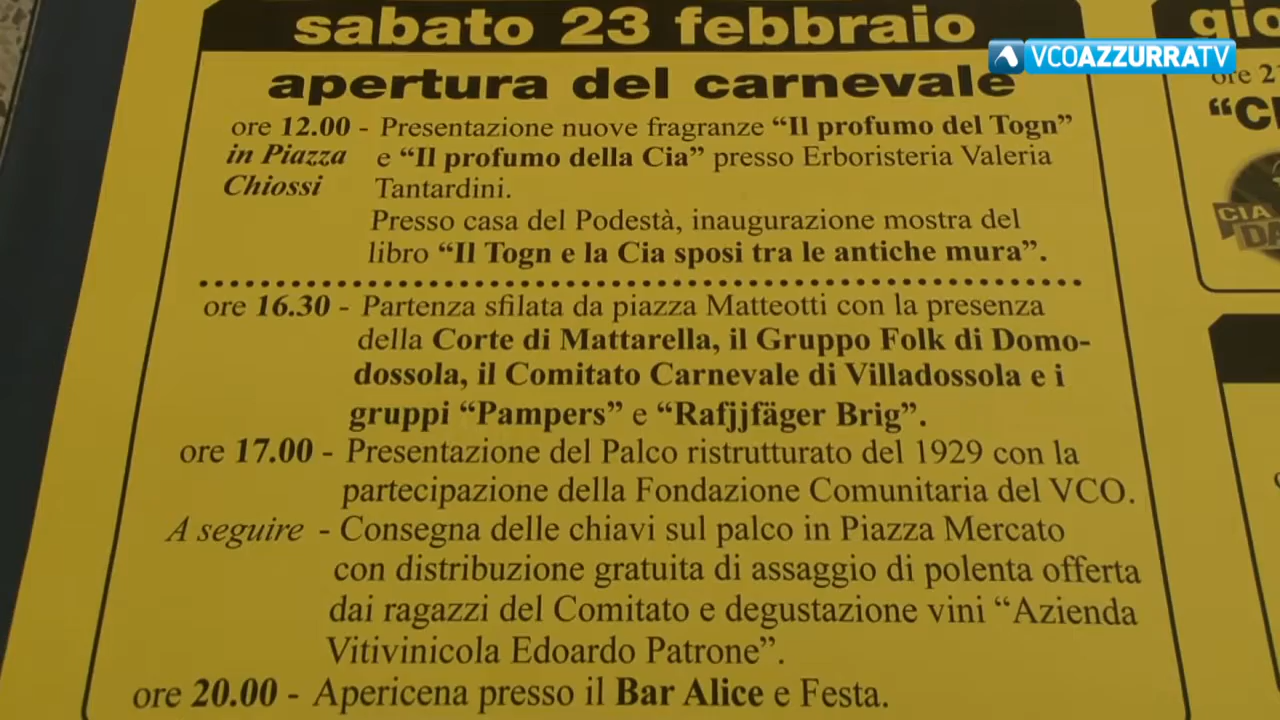 sabato 23 febbraio
apertura del carnevale
ore 12.00 - Presentazione nuove fragranze “Il profumo del Togn”
in Piazza e “Il profumo della Cia” presso Erboristeria Valeria
Chiossi Tantardini.
Presso casa del Podestà, inaugurazione mostra del
libro “Il Togn e la Cia sposi tra le antiche mura”.
ore 16.30 - Partenza sfilata da piazza Matteotti con la presenza
della Corte di Mattarella, il Gruppo Folk di Domo-
dossola, il Comitato Carnevale di Villadossola e i
gruppi “Pampers” e “Rafjjfäger Brig”.
ore 17.00 - Presentazione del Palco ristrutturato del 1929 con la
partecipazione della Fondazione Comunitaria del VCO.
A seguire - Consegna delle chiavi sul palco in Piazza Mercato
con distribuzione gratuita di assaggio di polenta offerta
dai ragazzi del Comitato e degustazione vini “Azienda
Vitivinicola Edoardo Patrone”.
ore 20.00 - Apericena presso il Bar Alice e Festa.
VCOAZZURRATV
gio
ore 2
“C
CIA
DA